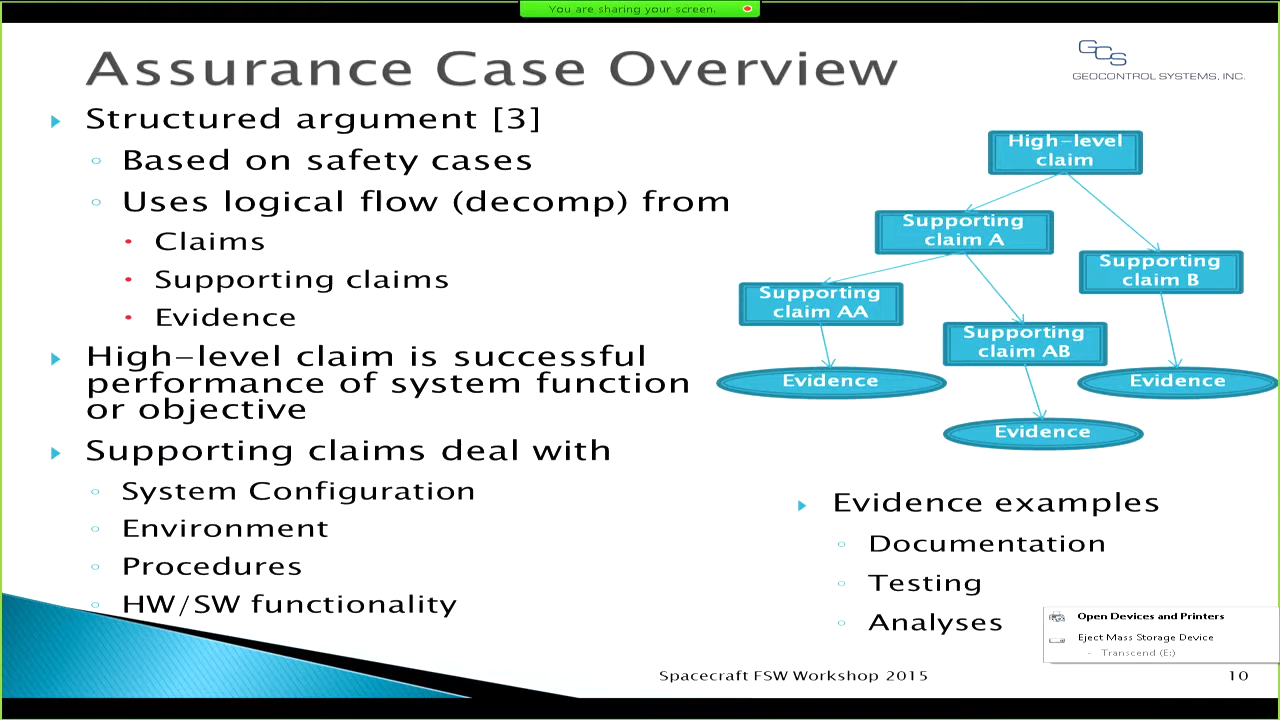 You are sharing your screen.
Assurance Case Overview
GCS
GEOCONTROL SYSTEMS, INC.
Structured argument [3]
Based on safety cases
Uses logical flow (decomp) from
Claims
Supporting claims
Evidence
High-level claim is successful
performance of system function
or objective
Supporting claims deal with
System Configuration
Environment
Procedures
HW/SW functionality
High-level
claim
Supporting
claim A
Supporting
claim B
Supporting
claim AA
Supporting
claim AB
Evidence
Evidence
Evidence
Evidence examples
Documentation
Testing
Analyses
Open Devices and Printers
Eject Mass Storage Device
- Transcend (E:)
Spacecraft FSW Workshop 2015
10